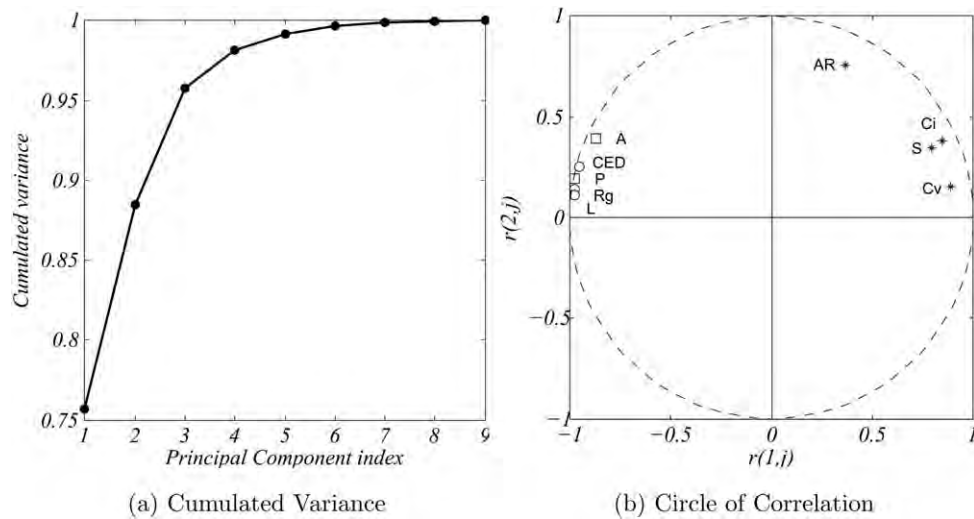 1
0.95
0.9
0.85
0.8
0.75
1 2 3 4 5 6 7 8 9
Cumulated variance
Principal Component index
(a) Cumulated Variance
1
0.5
0
−0.5
−1
−1 −0.5 0 0.5 1
r(2,j)
r(1,j)
AR
Ci
S
Cv
A
CED
P
Rg
L
(b) Circle of Correlation